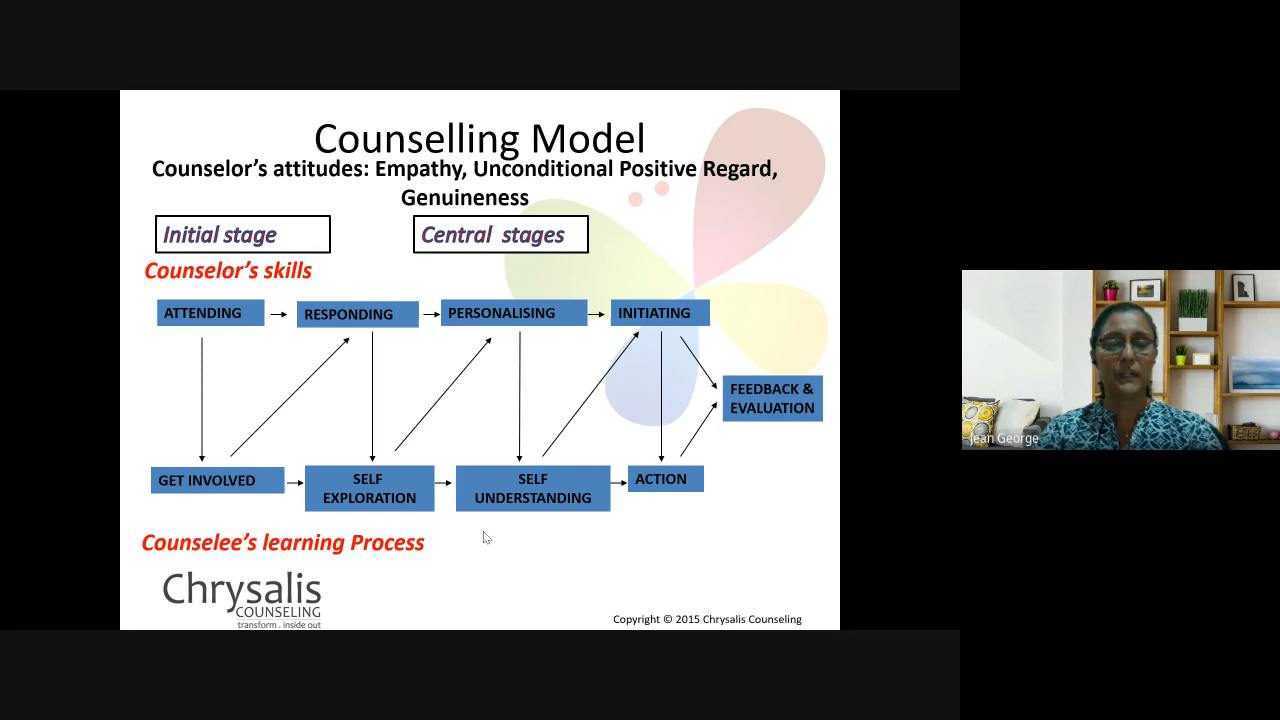 Counselling Model
Counselor's attitudes: Empathy, Unconditional Positive Regard,
Genuineness
Initial stage
Central stages
Counselor's skills
ATTENDING
RESPONDING
PERSONALISING
INITIATING
FEEDBACK &
EVALUATION
GET INVOLVED
SELF
EXPLORATION
SELF
UNDERSTANDING
ACTION
Counselee's learning Process
Chrysalis
COUNSELING
transform . inside out
Copyright © 2015 Chrysalis Counseling
Jean George